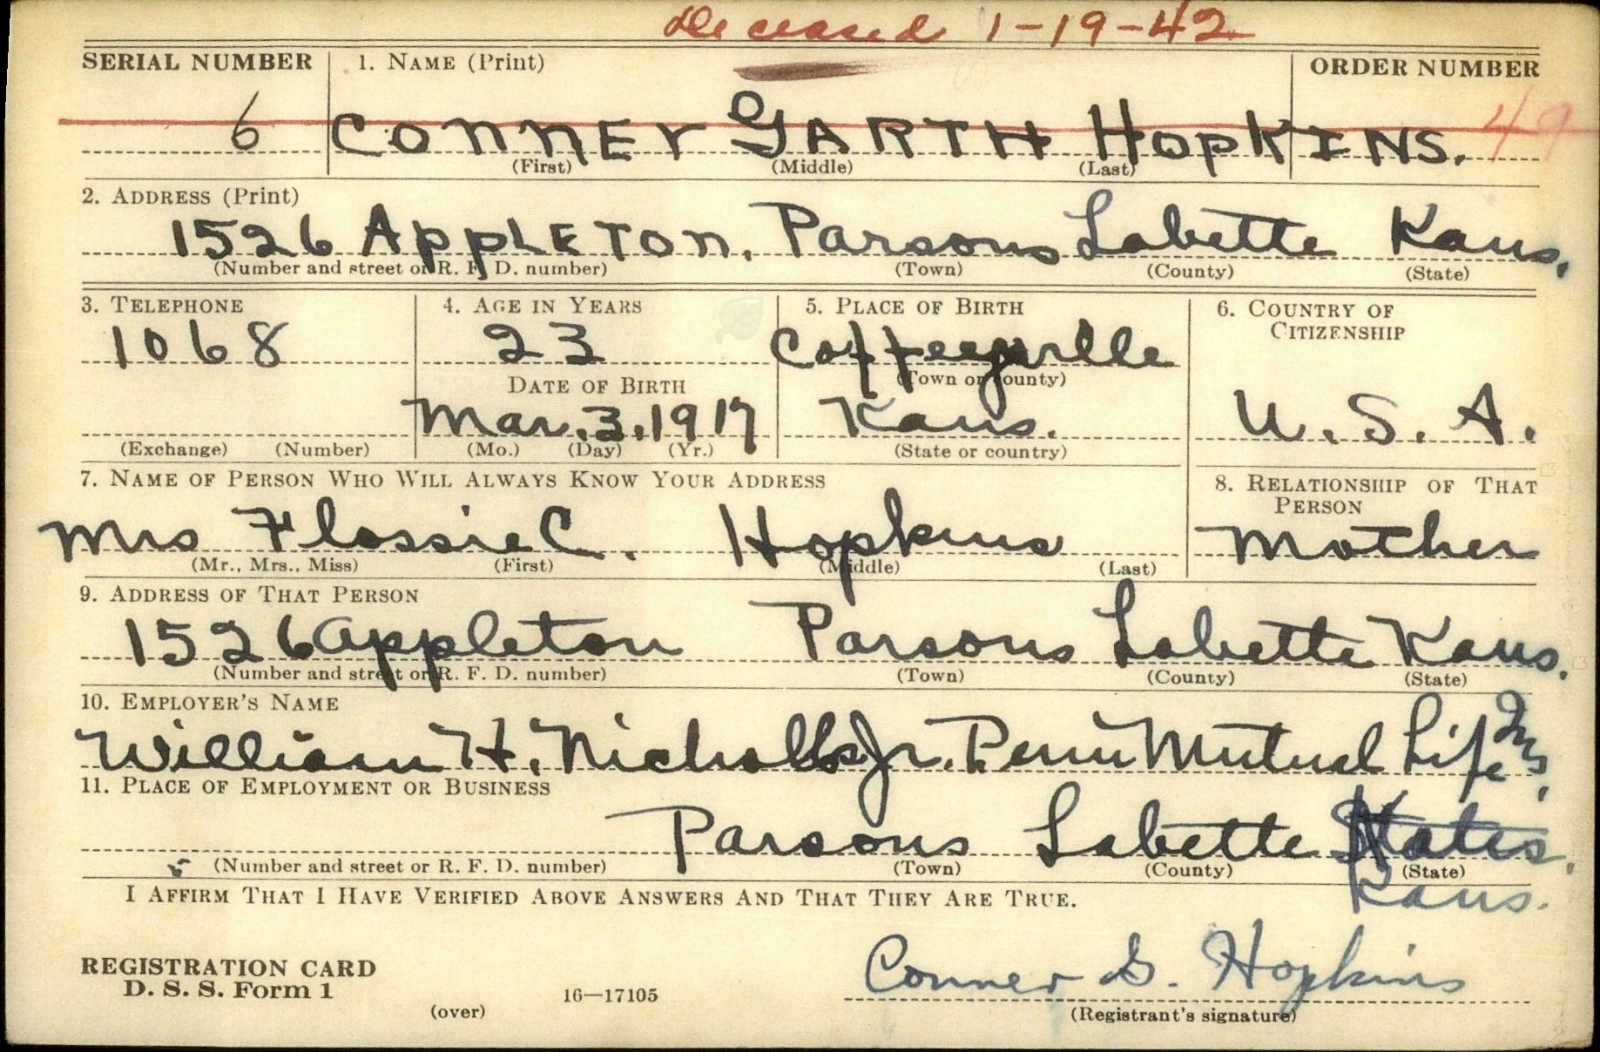 Deceased 1-19-42
SERIAL NUMBER 1. NAME (Print) ORDER NUMBER
6 CONNER GARTH HOPKINS. 49
(First) (Middle) (Last)
2. ADDRESS (Print)
1526 APPLETON. Parsons Labette Kans.
(Number and street or R. F. D. number) (Town) (County) (State)
3. TELEPHONE 4. AGE IN YEARS 5. PLACE OF BIRTH 6. COUNTRY OF CITIZENSHIP
1068 23 Coffeeyville
DATE OF BIRTH (Town or county)
Mar. 3. 1917 Kans. U. S. A.
(Exchange) (Number) (Mo.) (Day) (Yr.) (State or country)
7. NAME OF PERSON WHO WILL ALWAYS KNOW YOUR ADDRESS 8. RELATIONSHIP OF THAT PERSON
Mrs Flossie C. Hopkins Mother
(Mr., Mrs., Miss) (First) (Middle) (Last)
9. ADDRESS OF THAT PERSON
1526 Appleton Parsons Labette Kans.
(Number and street or R. F. D. number) (Town) (County) (State)
10. EMPLOYER'S NAME
William H. Nicholls Jr. Penn Mutual Life Ins.
11. PLACE OF EMPLOYMENT OR BUSINESS
Parsons Labette States.
(Number and street or R. F. D. number) (Town) (County) (State)
Kans.
I AFFIRM THAT I HAVE VERIFIED ABOVE ANSWERS AND THAT THEY ARE TRUE.
REGISTRATION CARD
D. S. S. Form 1 Conner G. Hopkins
(over) 16—17105 (Registrant's signature)